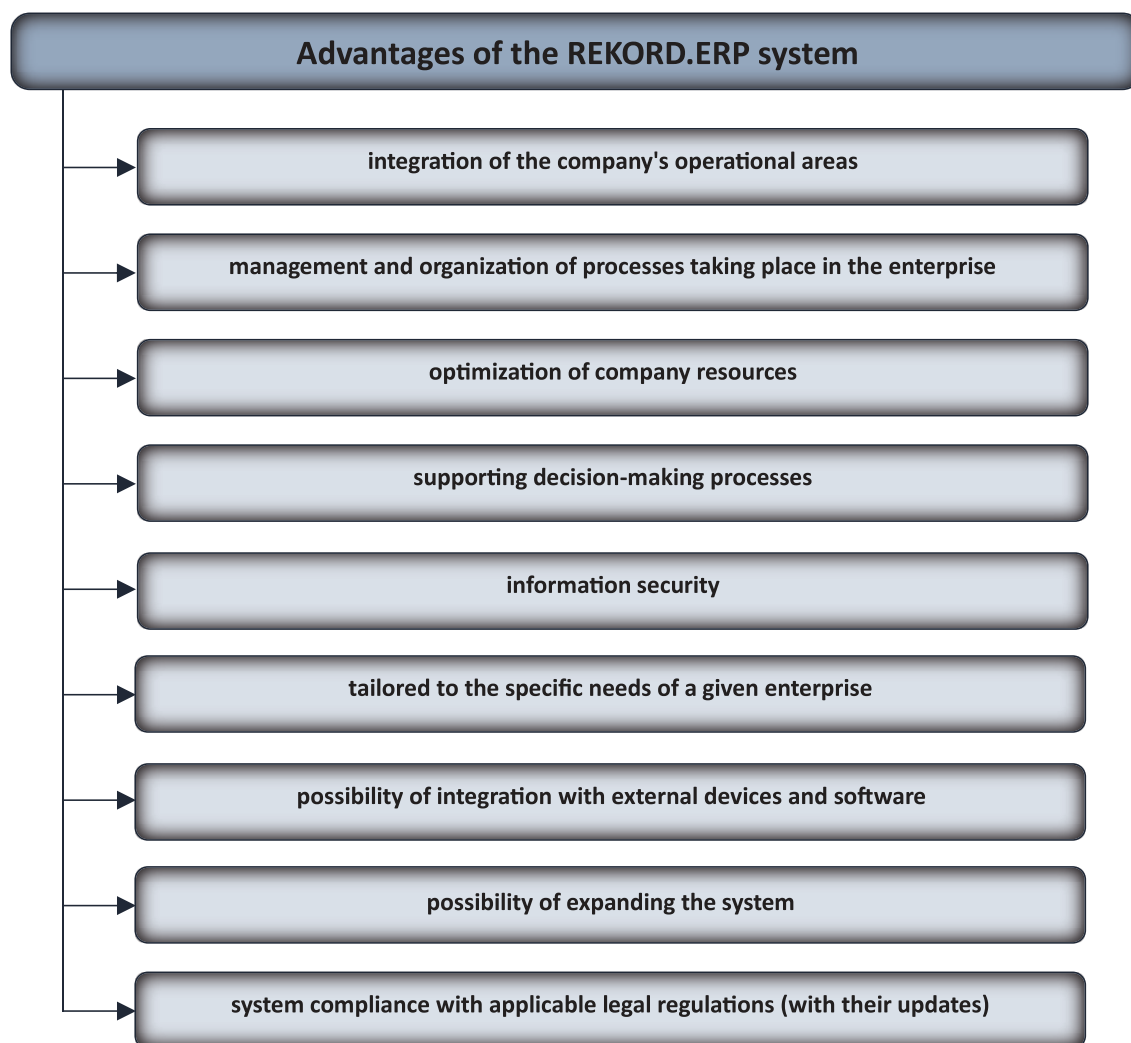 Advantages of the REKORD.ERP system
integration of the company's operational areas
management and organization of processes taking place in the enterprise
optimization of company resources
supporting decision-making processes
information security
tailored to the specific needs of a given enterprise
possibility of integration with external devices and software
possibility of expanding the system
system compliance with applicable legal regulations (with their updates)